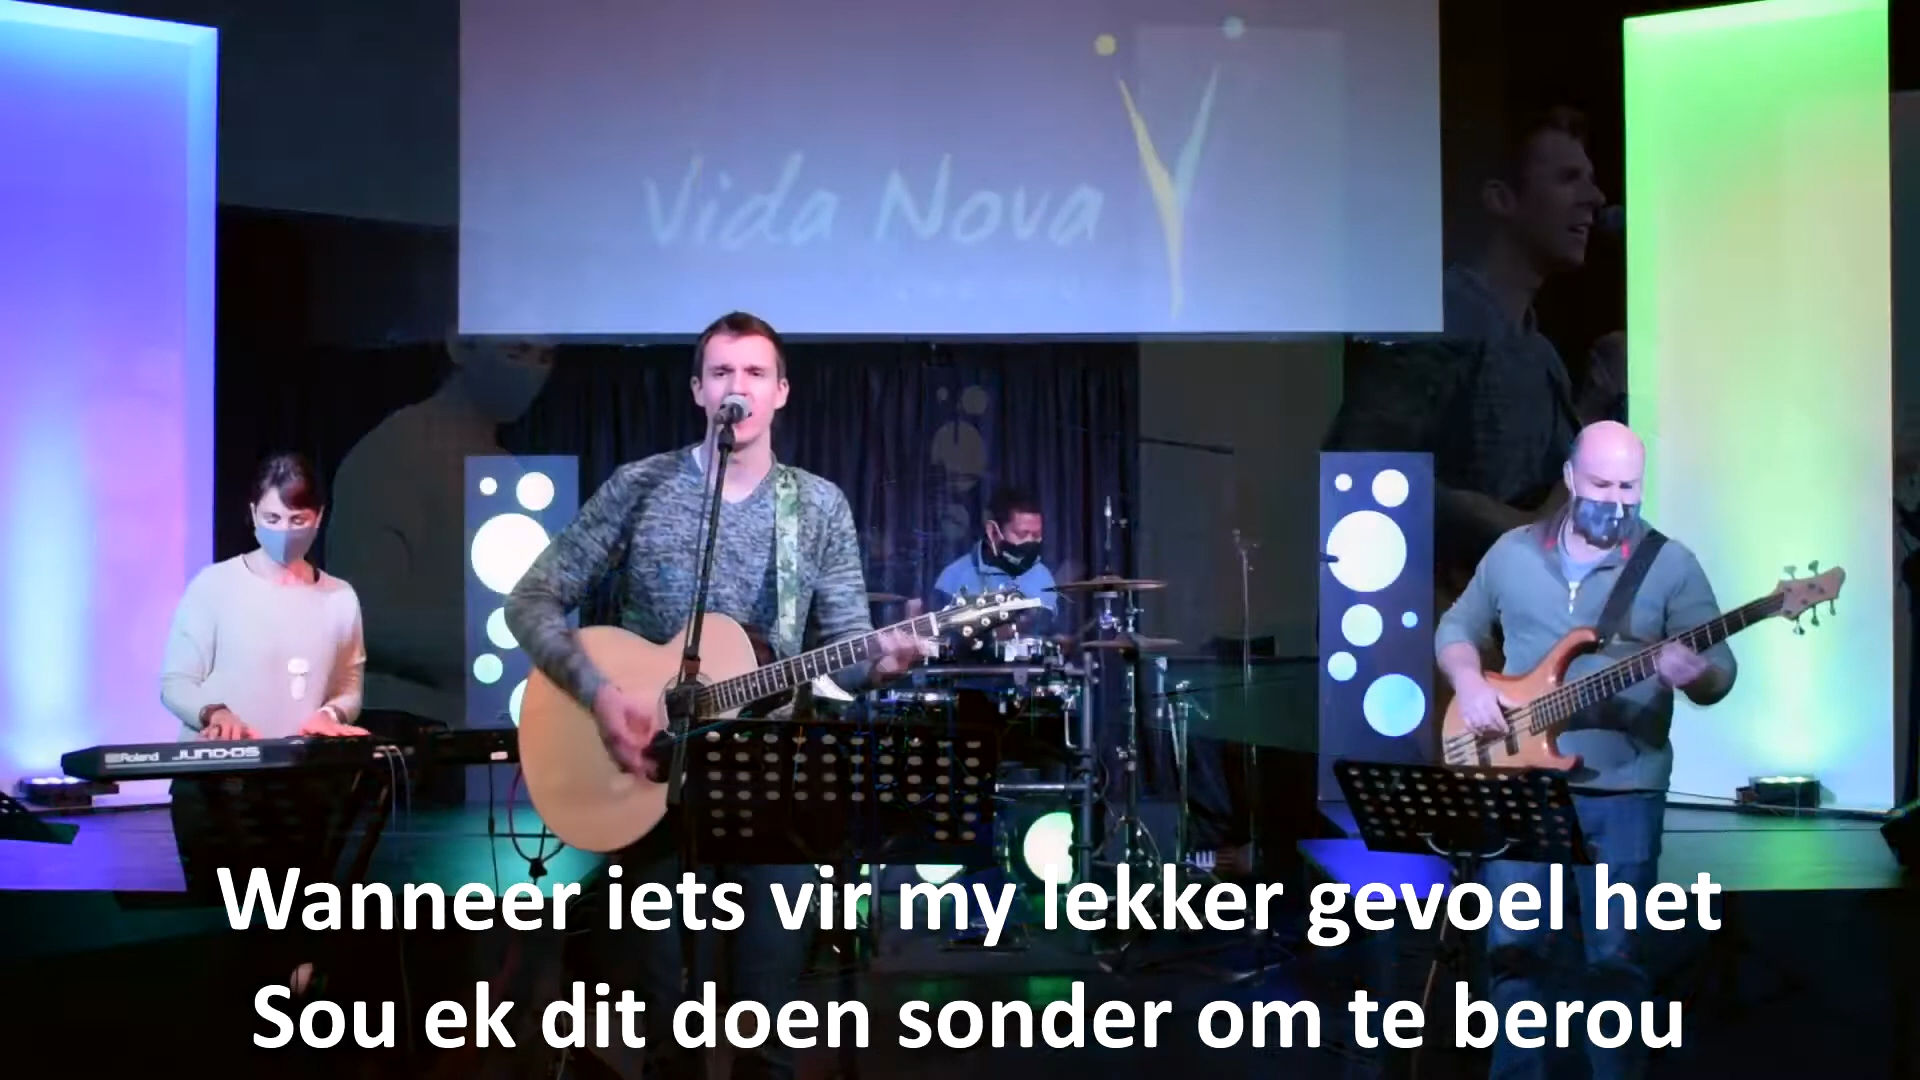 Vida Nova
Roland JUNO-DS
Wanneer iets vir my lekker gevoel het
Sou ek dit doen sonder om te berou